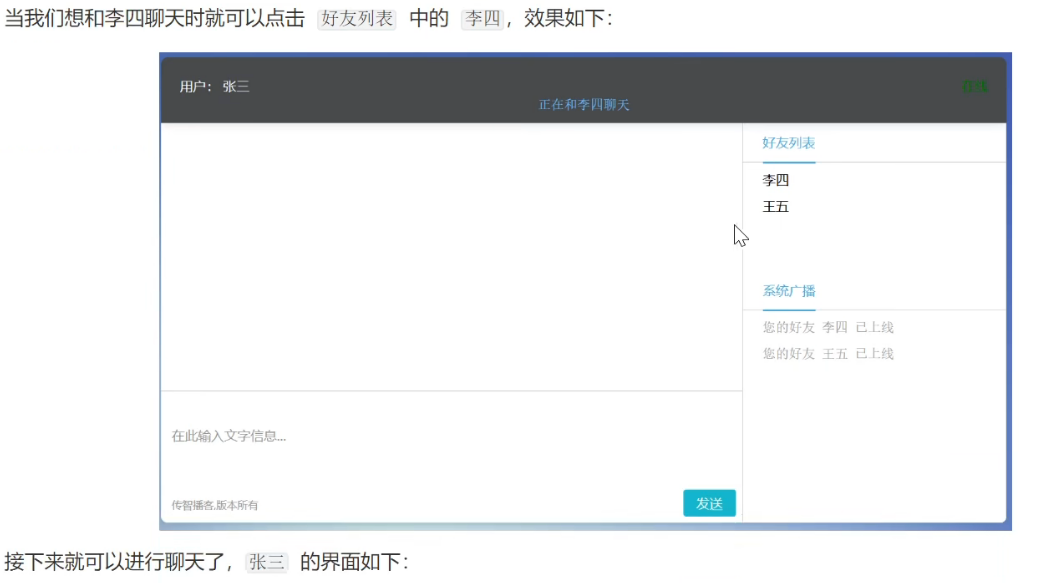 当我们想和李四聊天时就可以点击 好友列表 中的 李四，效果如下：
用户： 张三
在线
正在和李四聊天
好友列表
李四
王五
系统广播
您的好友 李四 已上线
您的好友 王五 已上线
在此输入文字信息...
传智播客,版本所有
发送
接下来就可以进行聊天了，张三 的界面如下：